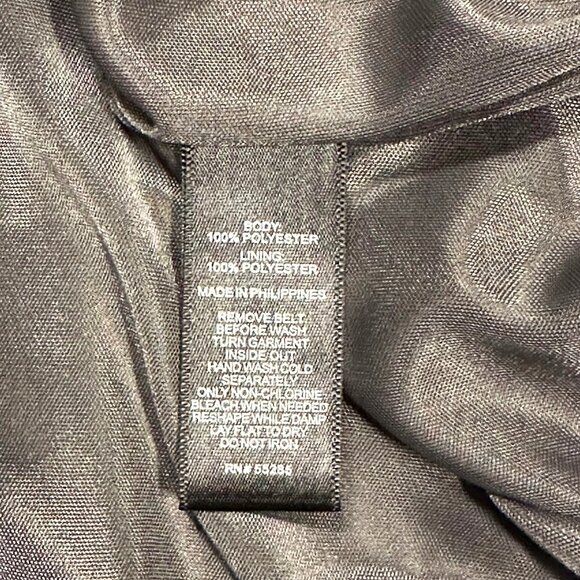 BODY:
100% POLYESTER
LINING:
100% POLYESTER
MADE IN PHILIPPINES
REMOVE BELT
BEFORE WASH
TURN GARMENT
INSIDE OUT
HAND WASH COLD
SEPARATELY
ONLY NON-CHLORINE
BLEACH WHEN NEEDED
RESHAPE WHILE DAMP
LAY FLAT TO DRY
DO NOT IRON
RN#